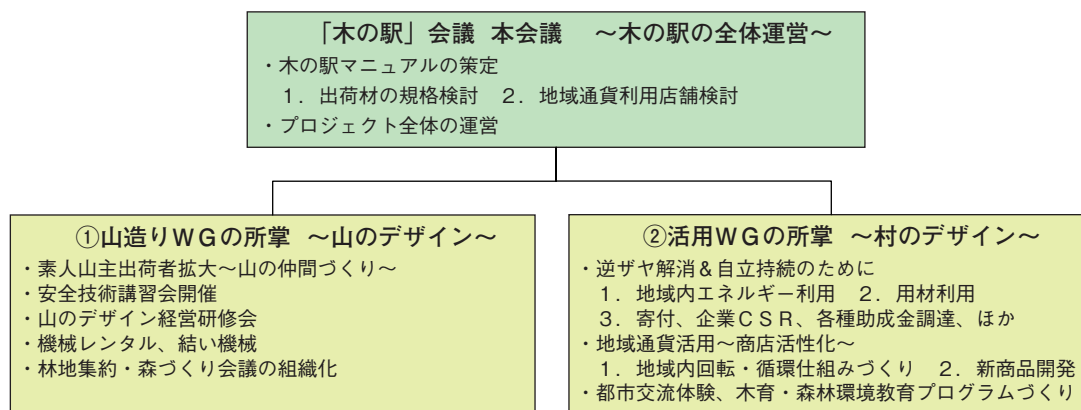 「木の駅」会議 本会議 ～木の駅の全体運営～
・木の駅マニュアルの策定
１．出荷材の規格検討 ２．地域通貨利用店舗検討
・プロジェクト全体の運営
①山造りＷＧの所掌 ～山のデザイン～
・素人山主出荷者拡大～山の仲間づくり～
・安全技術講習会開催
・山のデザイン経営研修会
・機械レンタル、結い機械
・林地集約・森づくり会議の組織化
②活用ＷＧの所掌 ～村のデザイン～
・逆ザヤ解消＆自立持続のために
１．地域内エネルギー利用 ２．用材利用
３．寄付、企業ＣＳＲ、各種助成金調達、ほか
・地域通貨活用～商店活性化～
１．地域内回転・循環仕組みづくり ２．新商品開発
・都市交流体験、木育・森林環境教育プログラムづくり